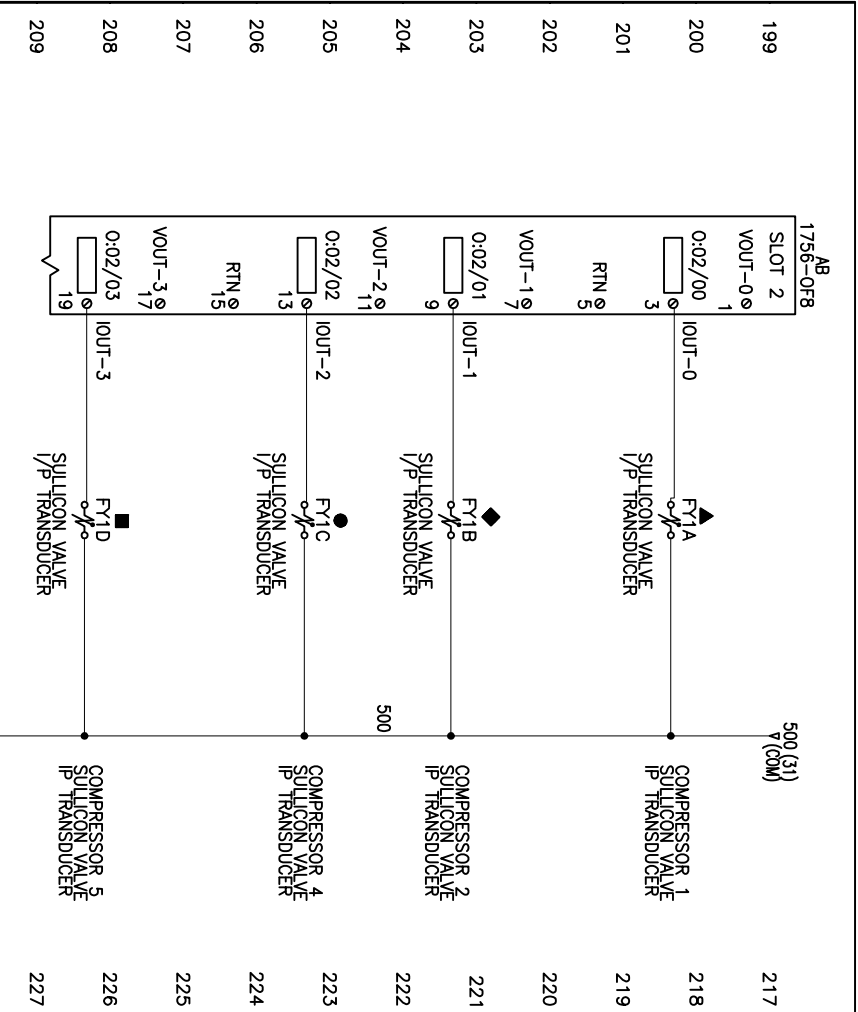 199
200
201
202
203
204
205
206
207
208
209
AB
1756-OF8
SLOT 2
VOUT-0
1
O:02/00
3
IOUT-0
RTN
5
VOUT-1
7
O:02/01
9
IOUT-1
VOUT-2
11
O:02/02
13
IOUT-2
RTN
15
VOUT-3
17
O:02/03
19
IOUT-3
FY1A
SULLICON VALVE
I/P TRANSDUCER
FY1B
SULLICON VALVE
I/P TRANSDUCER
FY1C
SULLICON VALVE
I/P TRANSDUCER
FY1D
SULLICON VALVE
I/P TRANSDUCER
500 (31)
(COM)
500
COMPRESSOR 1
SULLICON VALVE
IP TRANSDUCER
COMPRESSOR 2
SULLICON VALVE
IP TRANSDUCER
COMPRESSOR 4
SULLICON VALVE
IP TRANSDUCER
COMPRESSOR 5
SULLICON VALVE
IP TRANSDUCER
217
218
219
220
221
222
223
224
225
226
227